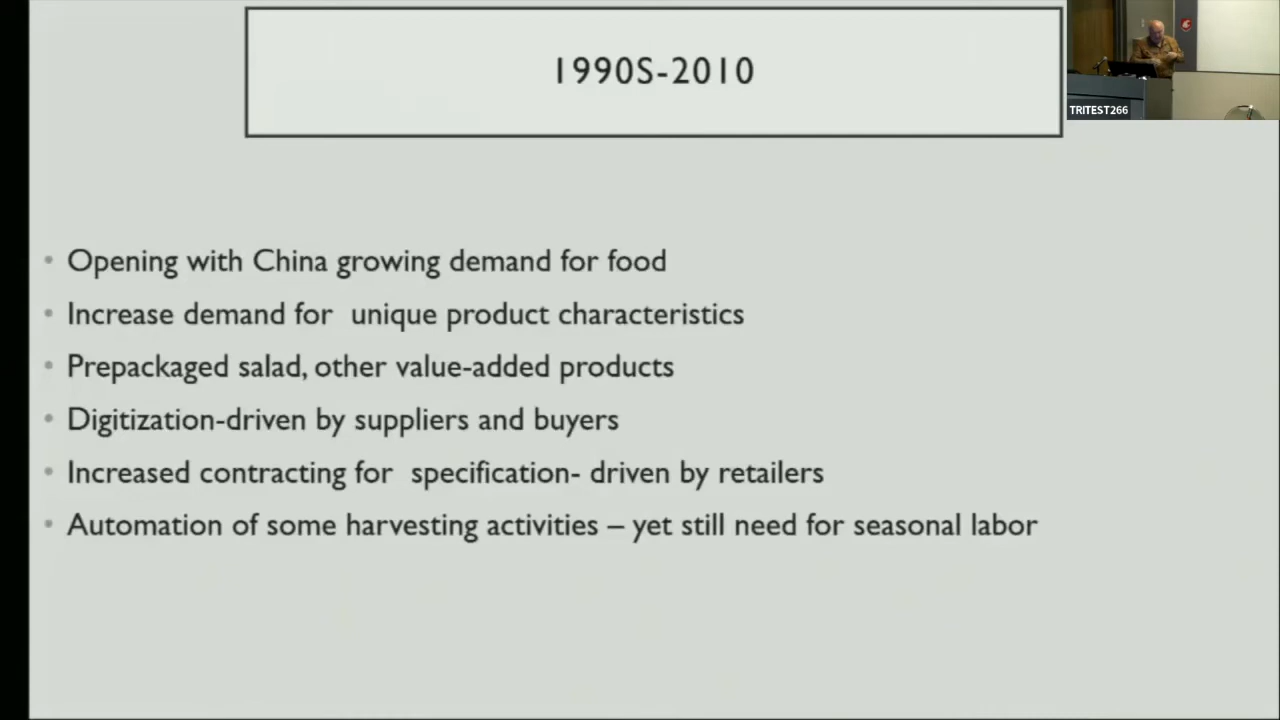 1990S-2010
TRITEST266
• Opening with China growing demand for food
• Increase demand for  unique product characteristics
• Prepackaged salad, other value-added products
• Digitization-driven by suppliers and buyers
• Increased contracting for  specification- driven by retailers
• Automation of some harvesting activities – yet still need for seasonal labor